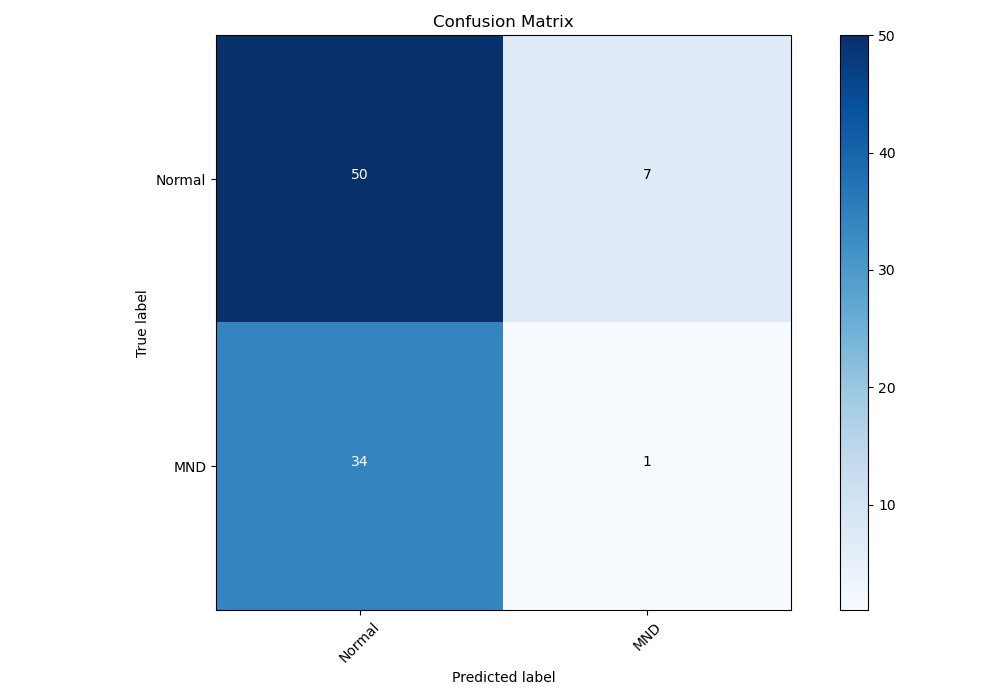 Confusion Matrix
Normal
MND
True label
50
7
34
1
Normal
MND
Predicted label
50
40
30
20
10